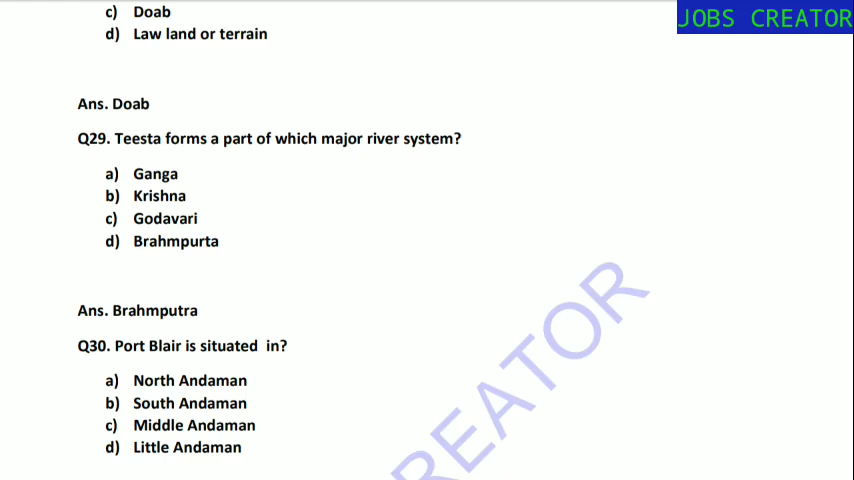 JOBS CREATOR
c) Doab
d) Law land or terrain
Ans. Doab
Q29. Teesta forms a part of which major river system?
a) Ganga
b) Krishna
c) Godavari
d) Brahmpurta
Ans. Brahmputra
Q30. Port Blair is situated in?
a) North Andaman
b) South Andaman
c) Middle Andaman
d) Little Andaman
REATOR